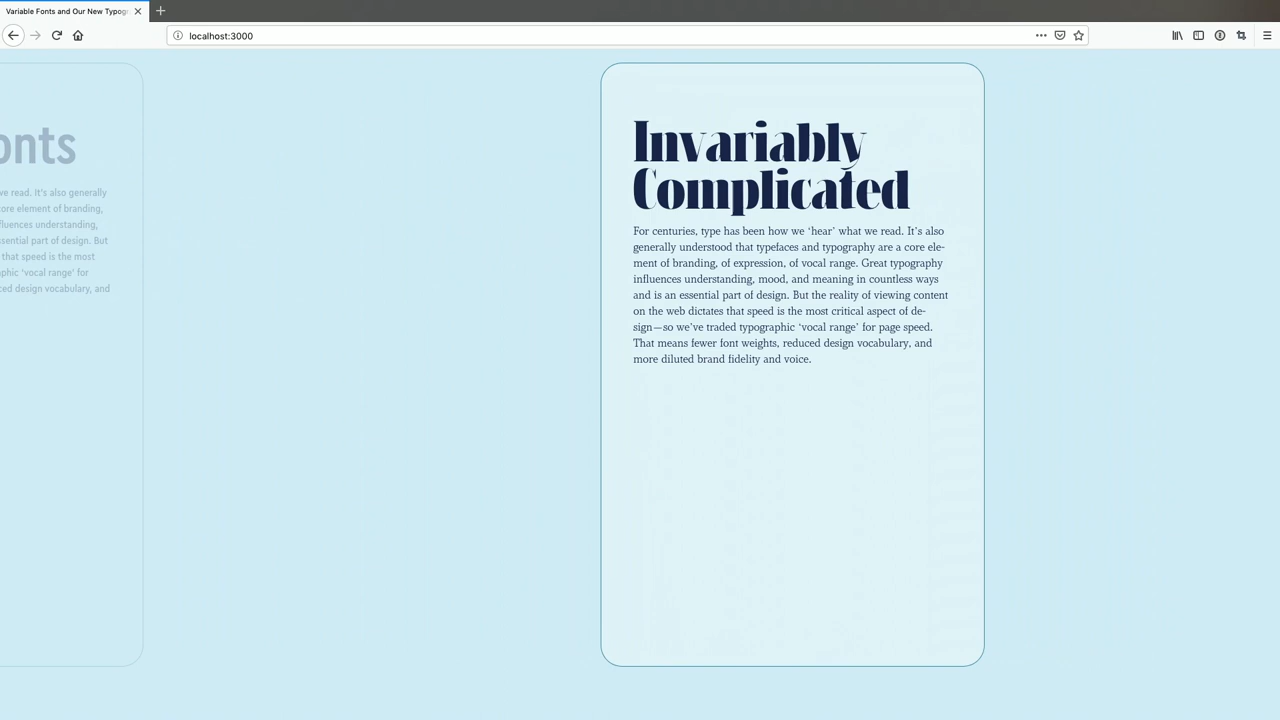 Variable Fonts and Our New Typog
localhost:3000
onts
we read. It's also generally
core element of branding,
fluences understanding,
ssential part of design. But
that speed is the most
aphic 'vocal range' for
ced design vocabulary, and
Invariably
Complicated
For centuries, type has been how we ‘hear’ what we read. It’s also
generally understood that typefaces and typography are a core ele-
ment of branding, of expression, of vocal range. Great typography
influences understanding, mood, and meaning in countless ways
and is an essential part of design. But the reality of viewing content
on the web dictates that speed is the most critical aspect of de-
sign—so we’ve traded typographic ‘vocal range’ for page speed.
That means fewer font weights, reduced design vocabulary, and
more diluted brand fidelity and voice.